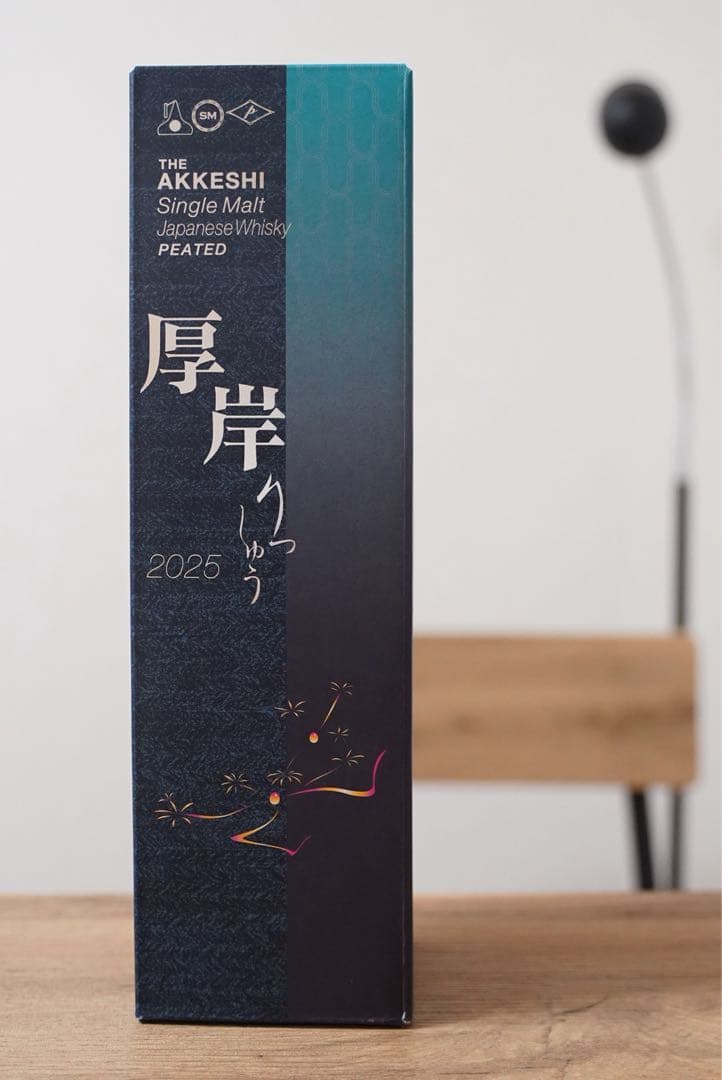 SM
P
THE
AKKESHI
Single Malt
Japanese Whisky
PEATED
厚岸
りっしゅう
2025